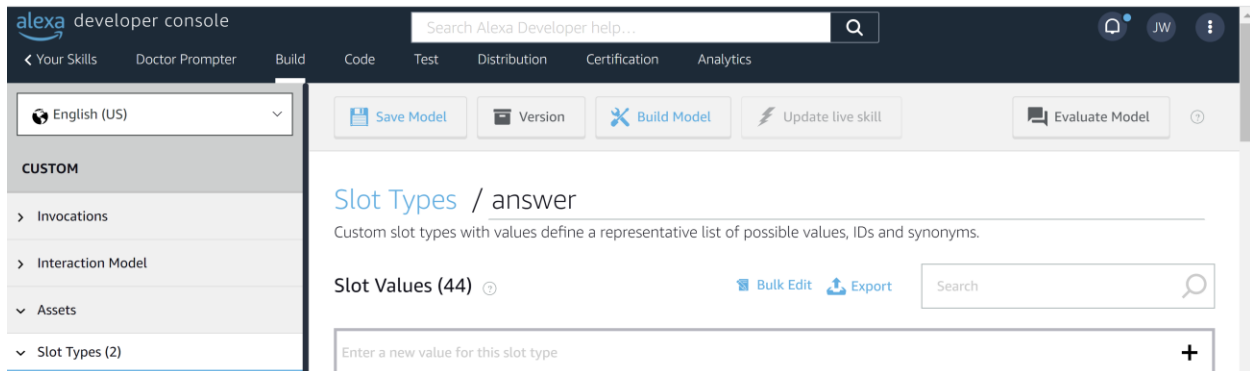 alexa developer console
Search Alexa Developer help...
JW
Your Skills Doctor Prompter Build Code Test Distribution Certification Analytics
English (US)
Save Model Version Build Model Update live skill Evaluate Model ?
CUSTOM
Invocations
Slot Types / answer
Custom slot types with values define a representative list of possible values, IDs and synonyms.
Interaction Model
Slot Values (44) ? Bulk Edit Export Search
Assets
Slot Types (2)
Enter a new value for this slot type +